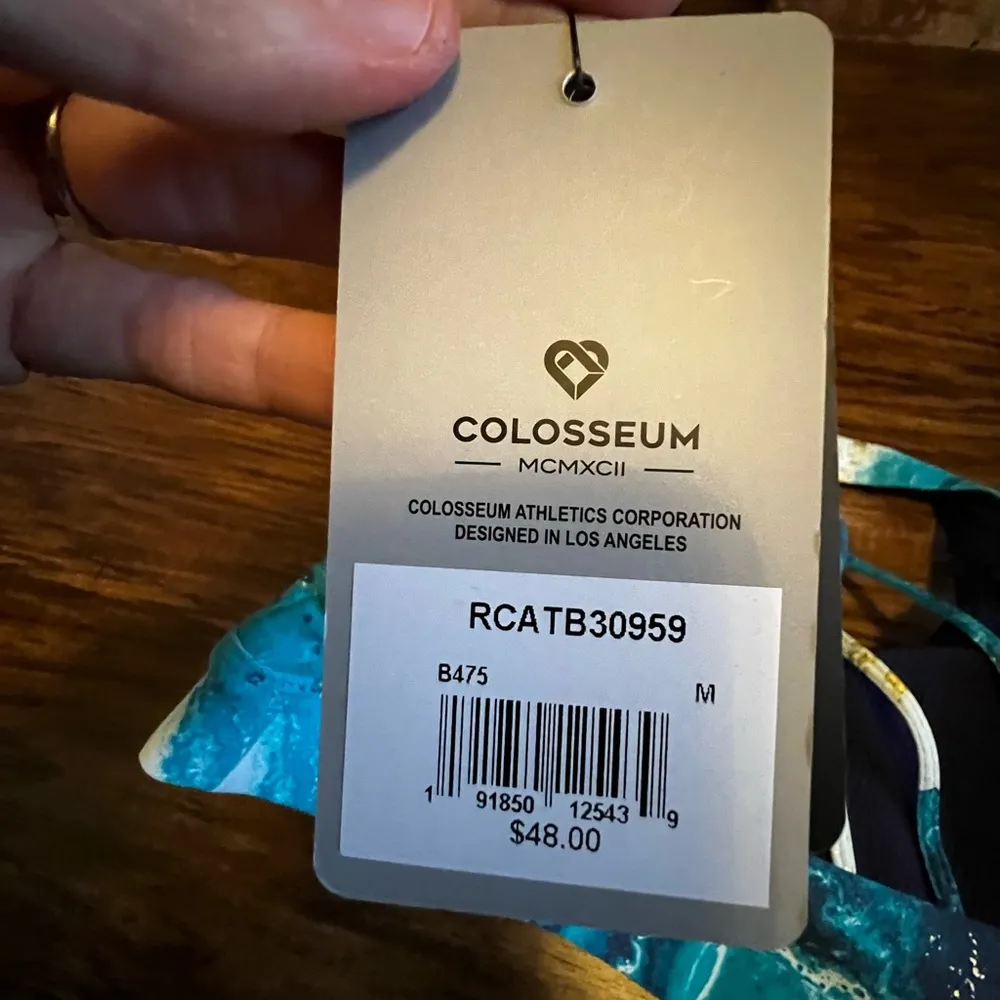 COLOSSEUM
MCMXCII
COLOSSEUM ATHLETICS CORPORATION
DESIGNED IN LOS ANGELES
RCATB30959
B475
M
1 91850 12543 9
$48.00